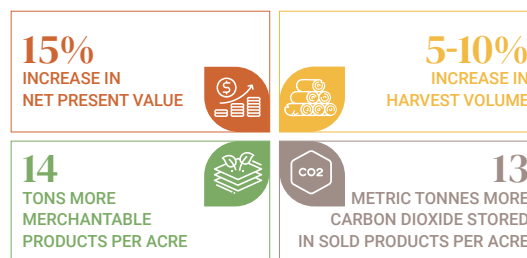 15%
INCREASE IN
NET PRESENT VALUE
$
5-10%
INCREASE IN
HARVEST VOLUME
14
TONS MORE
MERCHANTABLE
PRODUCTS PER ACRE
CO2
13
METRIC TONNES MORE
CARBON DIOXIDE STORED
IN SOLD PRODUCTS PER ACRE